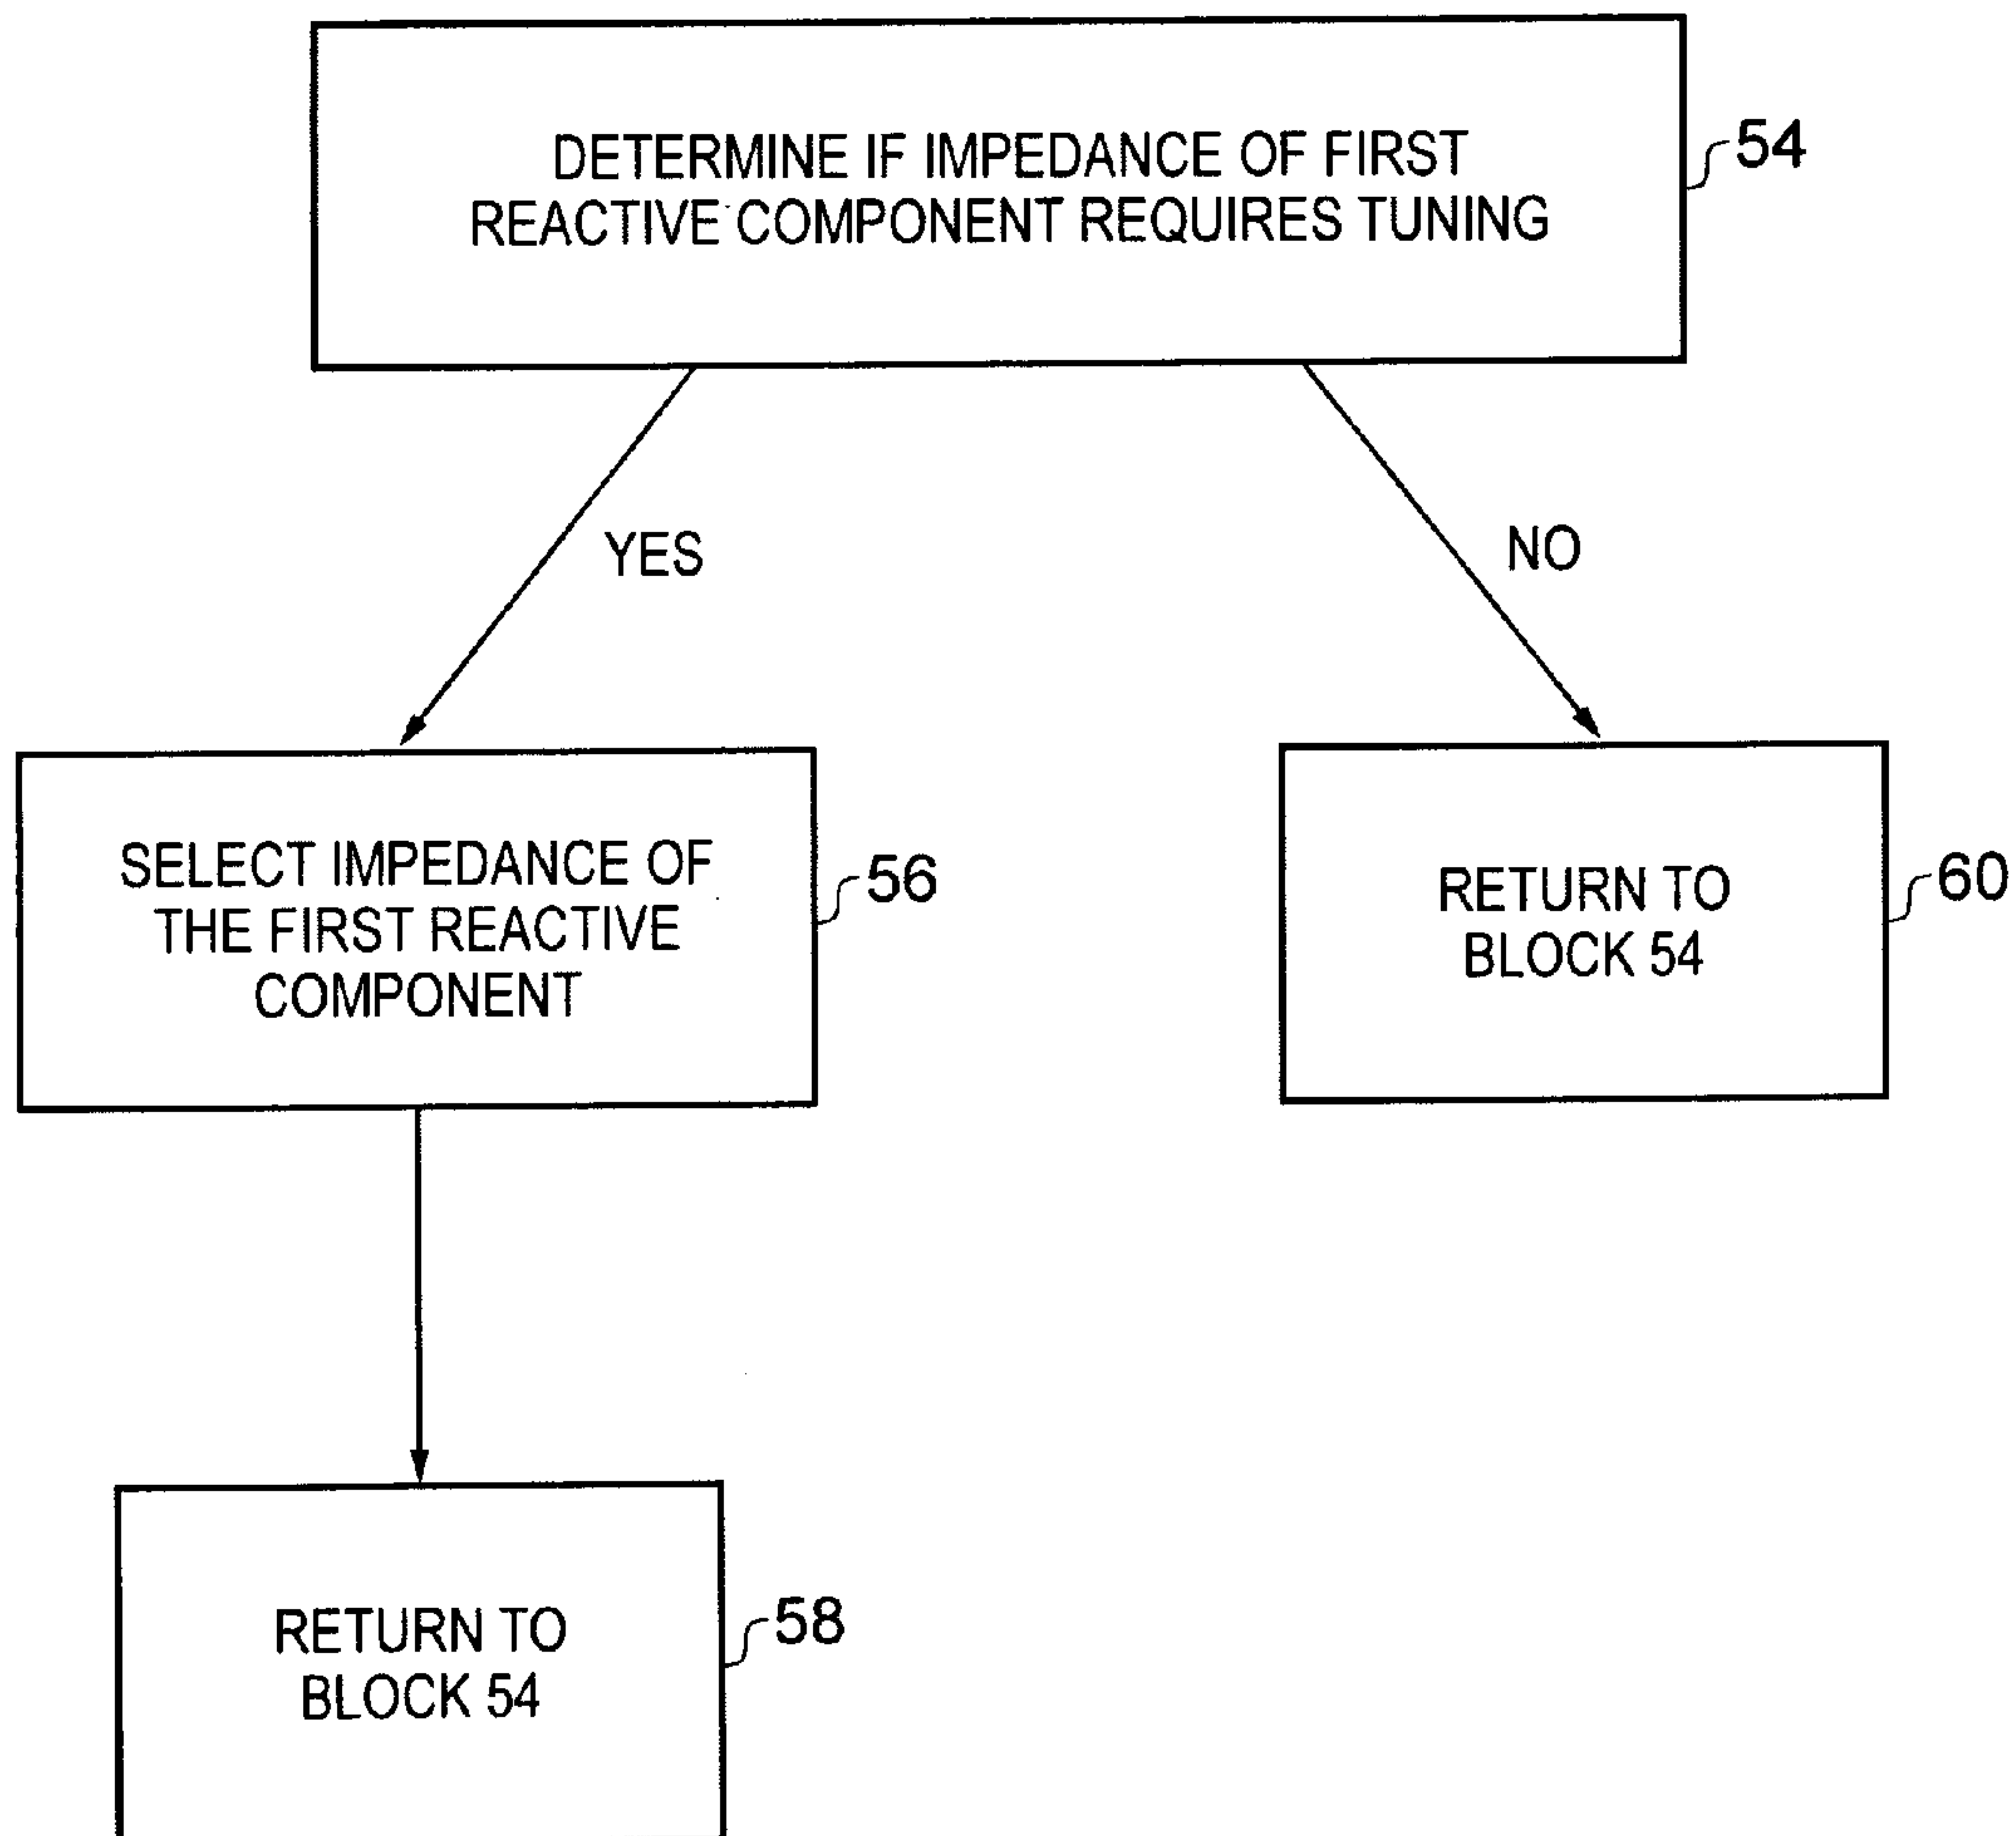 DETERMINE IF IMPEDANCE OF FIRST
REACTIVE COMPONENT REQUIRES TUNING
54
YES
NO
SELECT IMPEDANCE OF
THE FIRST REACTIVE
COMPONENT
56
RETURN TO
BLOCK 54
60
RETURN TO
BLOCK 54
58